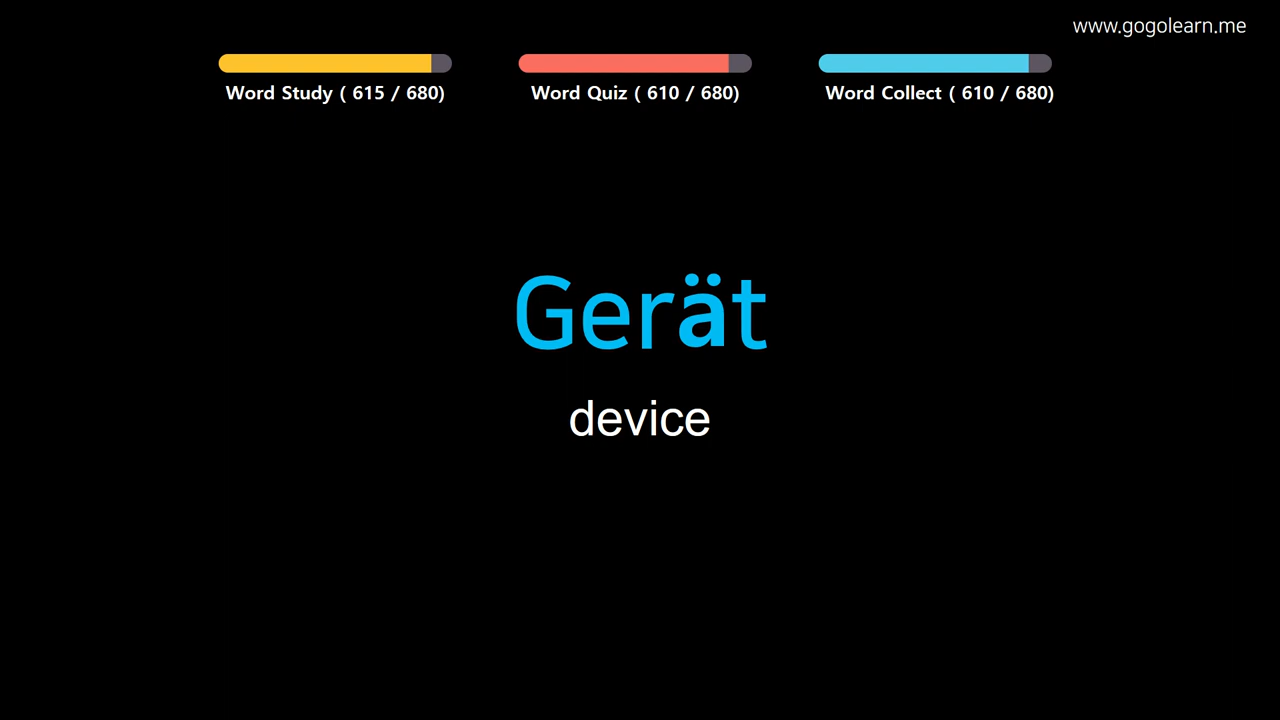 www.gogolearn.me
Word Study ( 615 / 680)
Word Quiz ( 610 / 680)
Word Collect ( 610 / 680)
Gerät
device